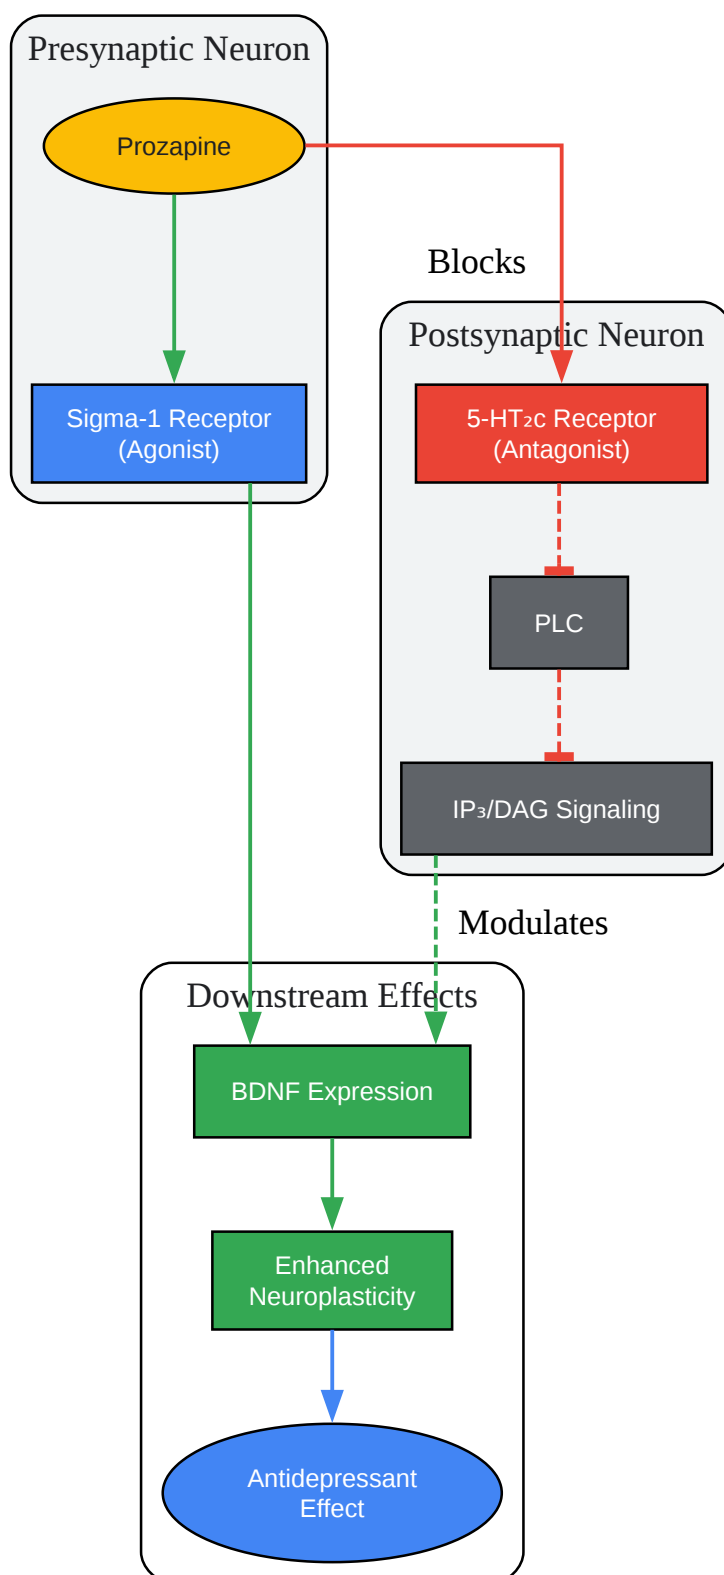 Presynaptic Neuron
Prozapine
Blocks
Postsynaptic Neuron
Sigma-1 Receptor
(Agonist)
5-HT₂c Receptor
(Antagonist)
PLC
IP₃/DAG Signaling
Modulates
Downstream Effects
BDNF Expression
Enhanced
Neuroplasticity
Antidepressant
Effect